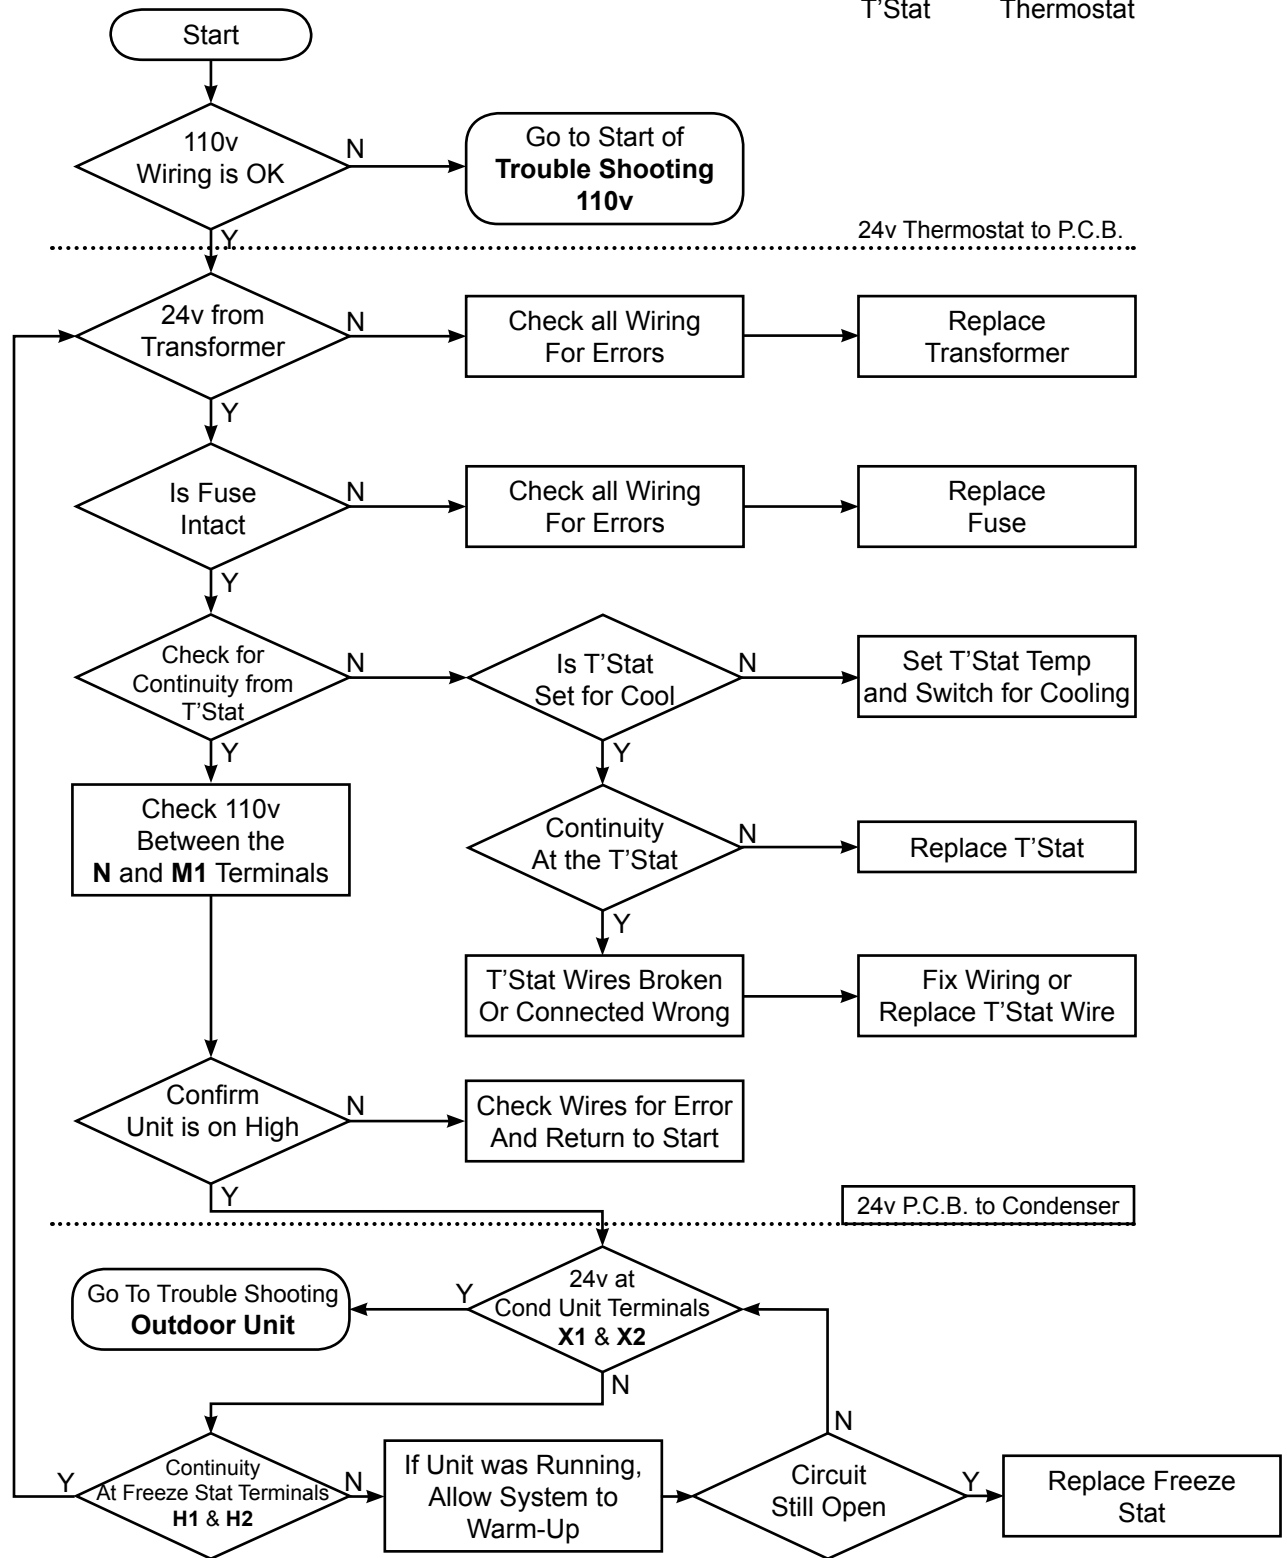 T'Stat Thermostat
Start
110v
Wiring is OK
N
Go to Start of
Trouble Shooting
110v
Y
24v Thermostat to P.C.B.
24v from
Transformer
N
Check all Wiring
For Errors
Replace
Transformer
Y
Is Fuse
Intact
N
Check all Wiring
For Errors
Replace
Fuse
Y
Check for
Continuity from
T'Stat
N
Is T'Stat
Set for Cool
N
Set T'Stat Temp
and Switch for Cooling
Y
Y
Check 110v
Between the
N and M1 Terminals
Continuity
At the T'Stat
N
Replace T'Stat
Y
T'Stat Wires Broken
Or Connected Wrong
Fix Wiring or
Replace T'Stat Wire
Confirm
Unit is on High
N
Check Wires for Error
And Return to Start
Y
24v P.C.B. to Condenser
24v at
Cond Unit Terminals
X1 & X2
Y
Go To Trouble Shooting
Outdoor Unit
N
Continuity
At Freeze Stat Terminals
H1 & H2
Y
N
If Unit was Running,
Allow System to
Warm-Up
Circuit
Still Open
N
Y
Replace Freeze
Stat